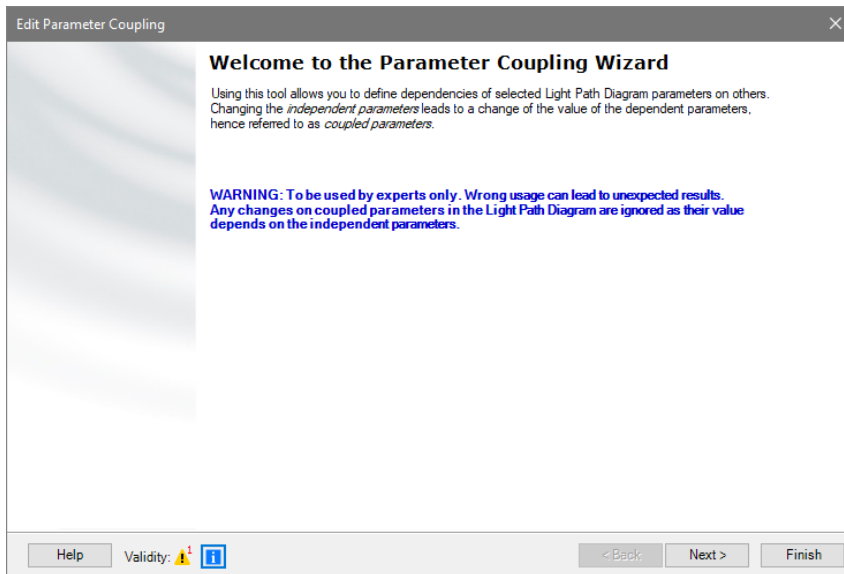 Edit Parameter Coupling
Welcome to the Parameter Coupling Wizard
Using this tool allows you to define dependencies of selected Light Path Diagram parameters on others.
Changing the independent parameters leads to a change of the value of the dependent parameters,
hence referred to as coupled parameters.
WARNING: To be used by experts only. Wrong usage can lead to unexpected results.
Any changes on coupled parameters in the Light Path Diagram are ignored as their value
depends on the independent parameters.
Help Validity: 1 < Back Next > Finish